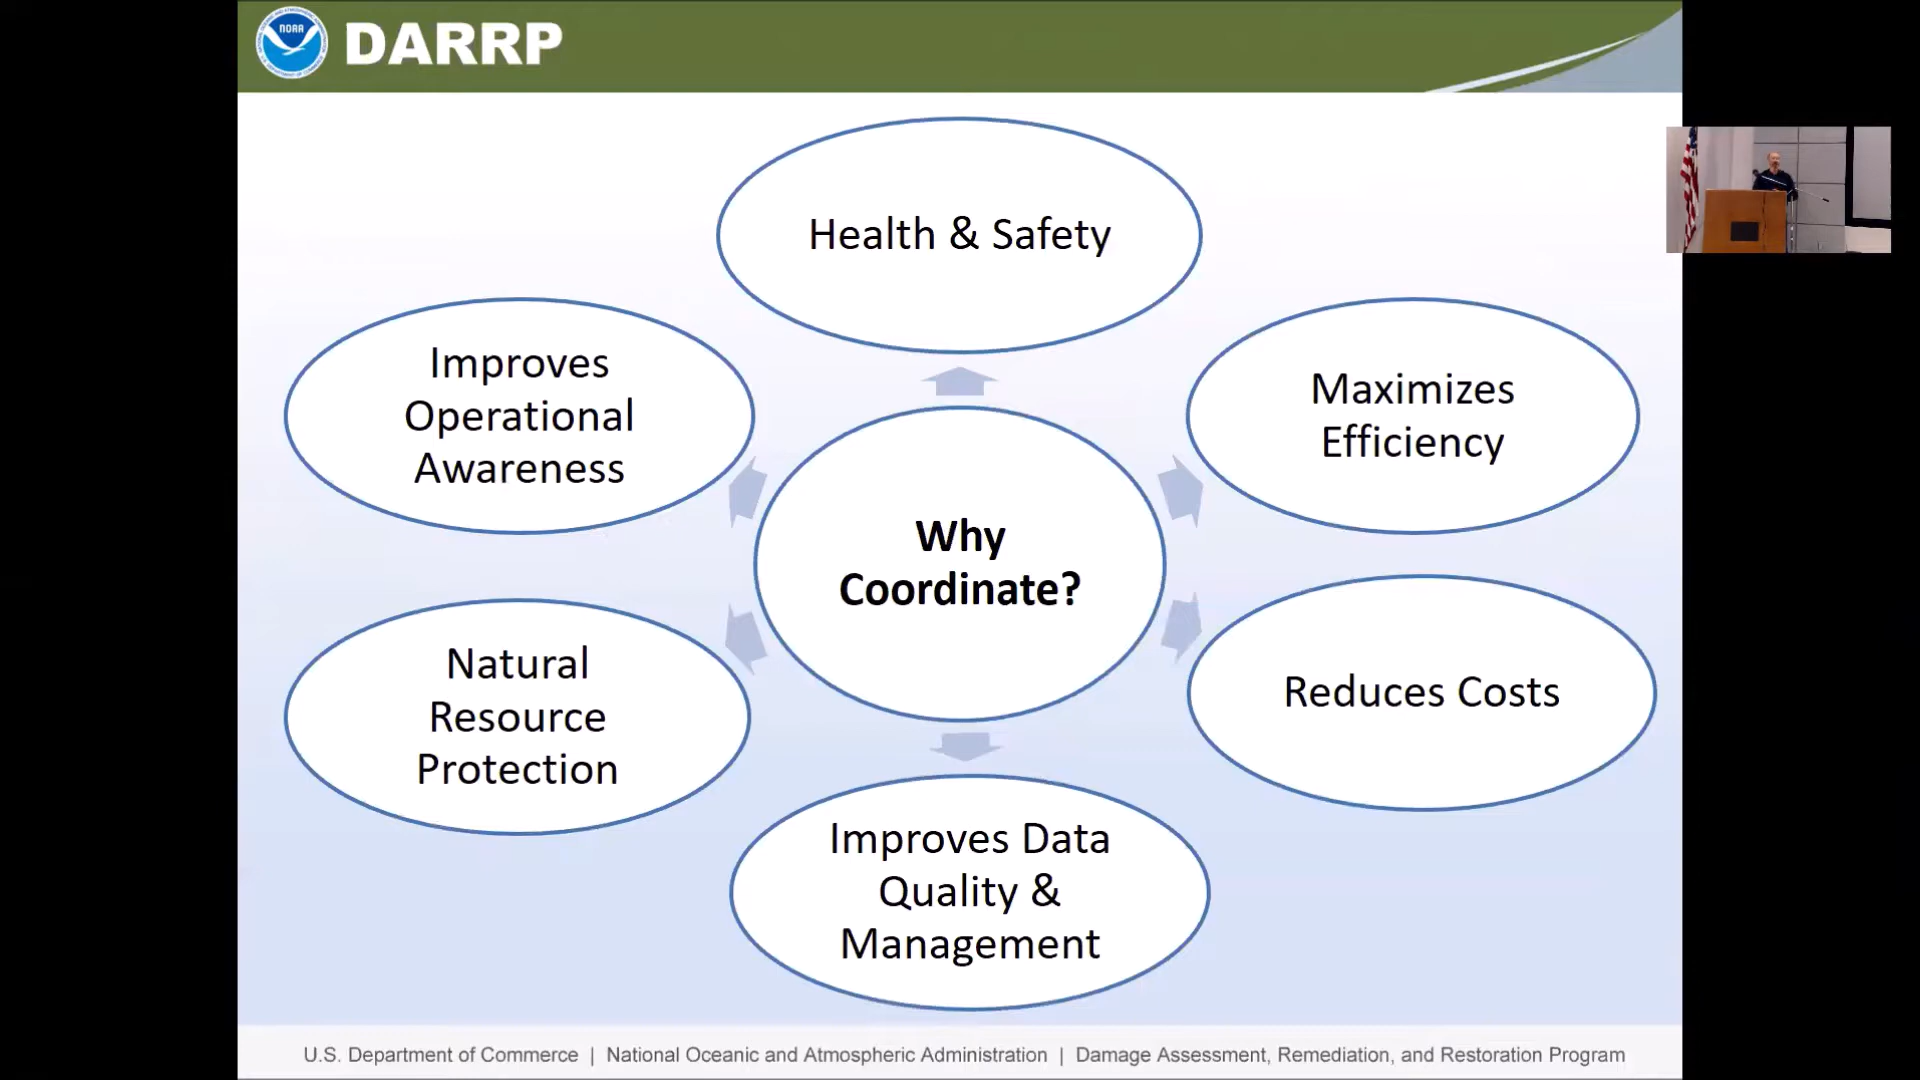 NOAA
DARRP
Health & Safety
Improves
Operational
Awareness
Maximizes
Efficiency
Why
Coordinate?
Natural
Resource
Protection
Reduces Costs
Improves Data
Quality &
Management
U.S. Department of Commerce | National Oceanic and Atmospheric Administration | Damage Assessment, Remediation, and Restoration Program